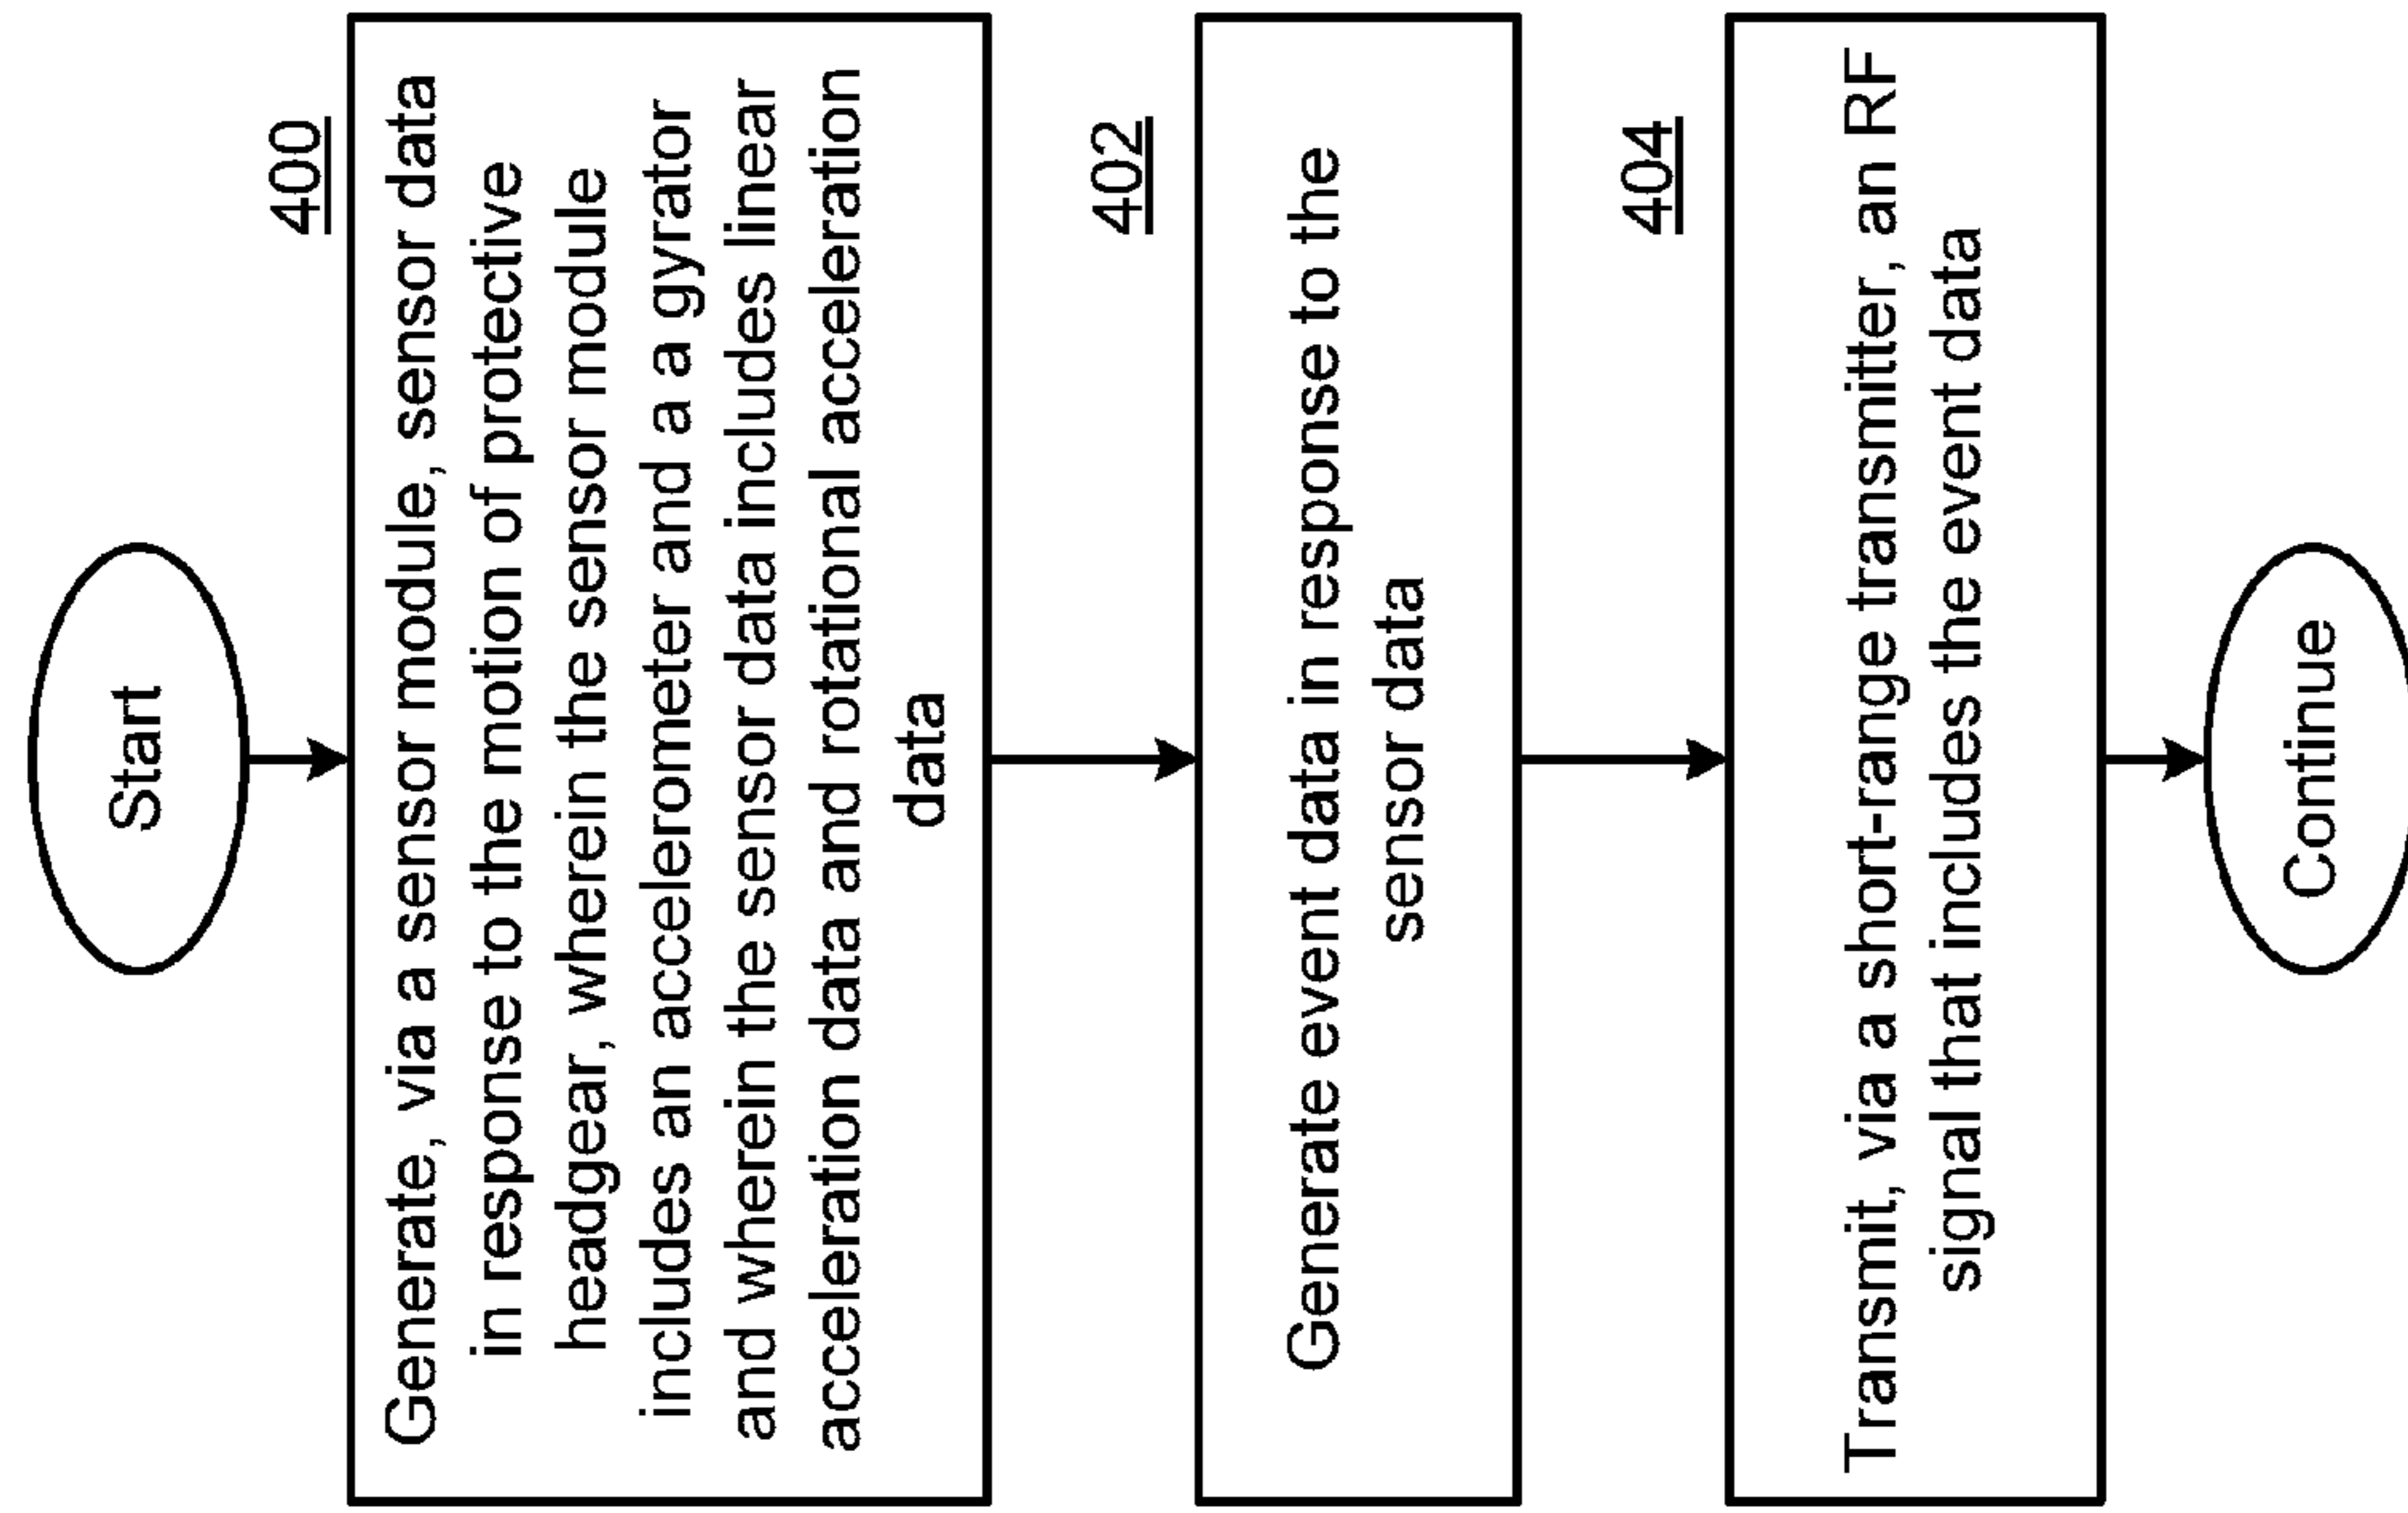 Start
400
Generate, via a sensor module, sensor data
in response to the motion of protective
headgear, wherein the sensor module
includes an accelerometer and a a gyrator
and wherein the sensor data includes linear
acceleration data and rotational acceleration
data
402
Generate event data in response to the
sensor data
404
Transmit, via a short-range transmitter, an RF
signal that includes the event data
Continue